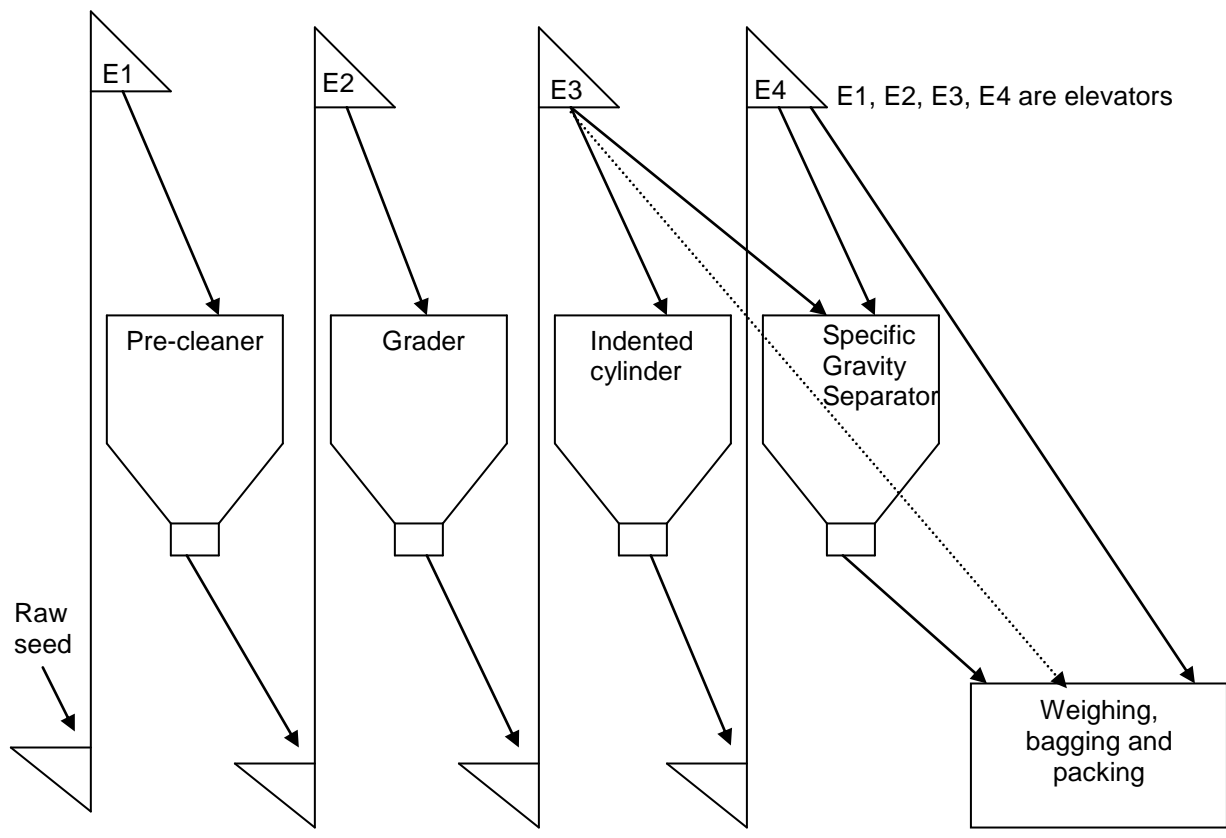 E1
E2
E3
E4
E1, E2, E3, E4 are elevators
Pre-cleaner
Grader
Indented
cylinder
Specific
Gravity
Separator
Raw
seed
Weighing,
bagging and
packing